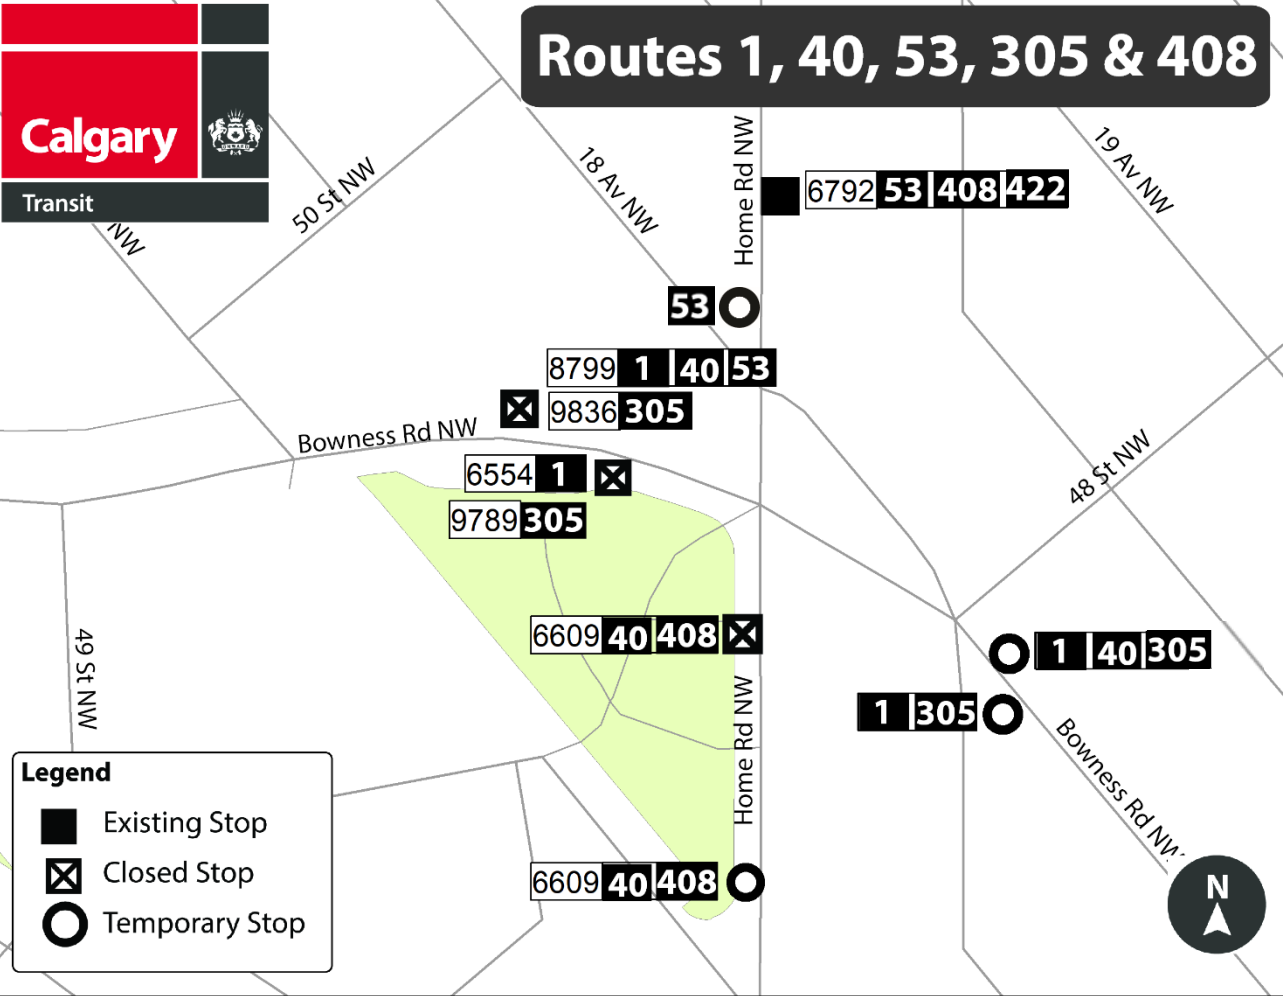 Calgary
Transit
Routes 1, 40, 53, 305 & 408
NW
50 St NW
18 Av NW
Home Rd NW
19 Av NW
6792 53 408 422
53
8799 1 40 53
9836 305
Bowness Rd NW
6554 1
9789 305
48 St NW
6609 40 408
49 St NW
1 40 305
1 305
Home Rd NW
Bowness Rd NW
6609 40 408
Legend
Existing Stop
Closed Stop
Temporary Stop
N